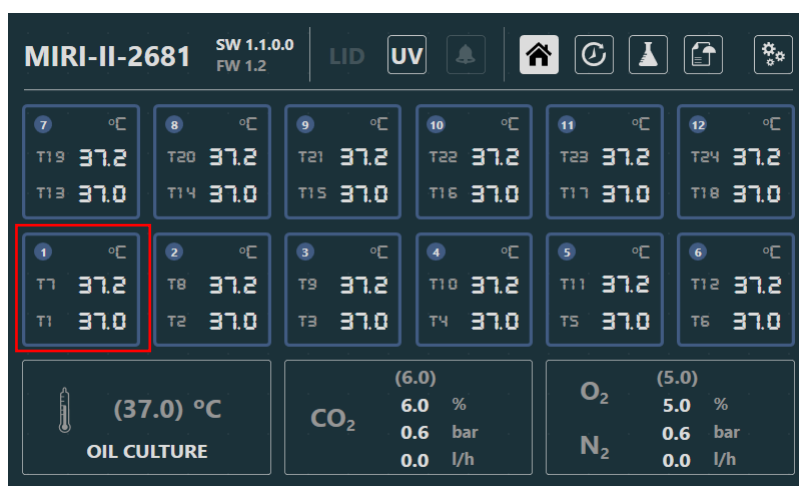 MIRI-II-2681 SW 1.1.0.0 LID UV
FW 1.2
7 °C 8 °C 9 °C 10 °C 11 °C 12 °C
T19 37.2 T20 37.2 T21 37.2 T22 37.2 T23 37.2 T24 37.2
T13 37.0 T14 37.0 T15 37.0 T16 37.0 T17 37.0 T18 37.0
1 °C 2 °C 3 °C 4 °C 5 °C 6 °C
T7 37.2 T8 37.2 T9 37.2 T10 37.2 T11 37.2 T12 37.2
T1 37.0 T2 37.0 T3 37.0 T4 37.0 T5 37.0 T6 37.0
(37.0) °C
OIL CULTURE
CO₂
(6.0)
6.0 %
0.6 bar
0.0 l/h
O₂
N₂
(5.0)
5.0 %
0.6 bar
0.0 l/h